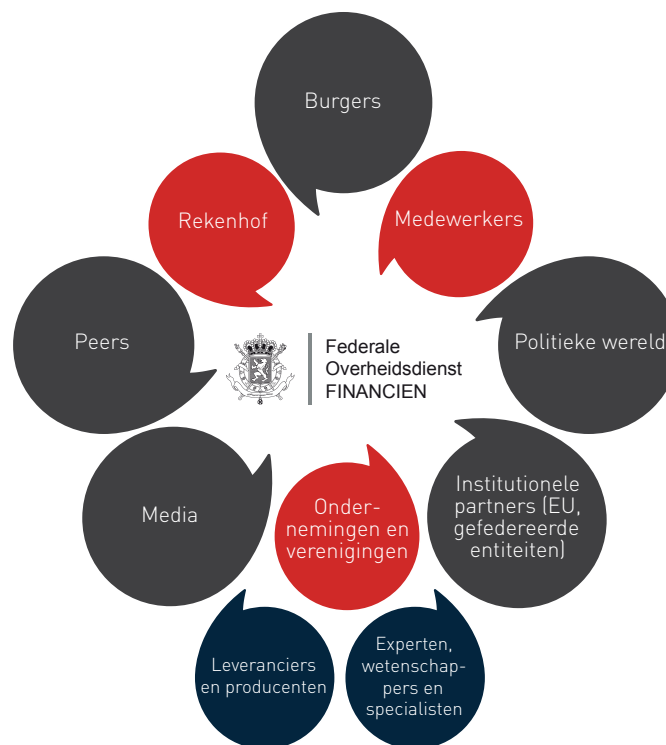 Burgers
Rekenhof
Medewerkers
Peers
Politieke wereld
Federale
Overheidsdienst
FINANCIEN
Media
Institutionele
partners (EU,
gefedereerde
entiteiten)
Onder-
nemingen en
verenigingen
Leveranciers
en producenten
Experten,
wetenschap-
pers en
specialisten